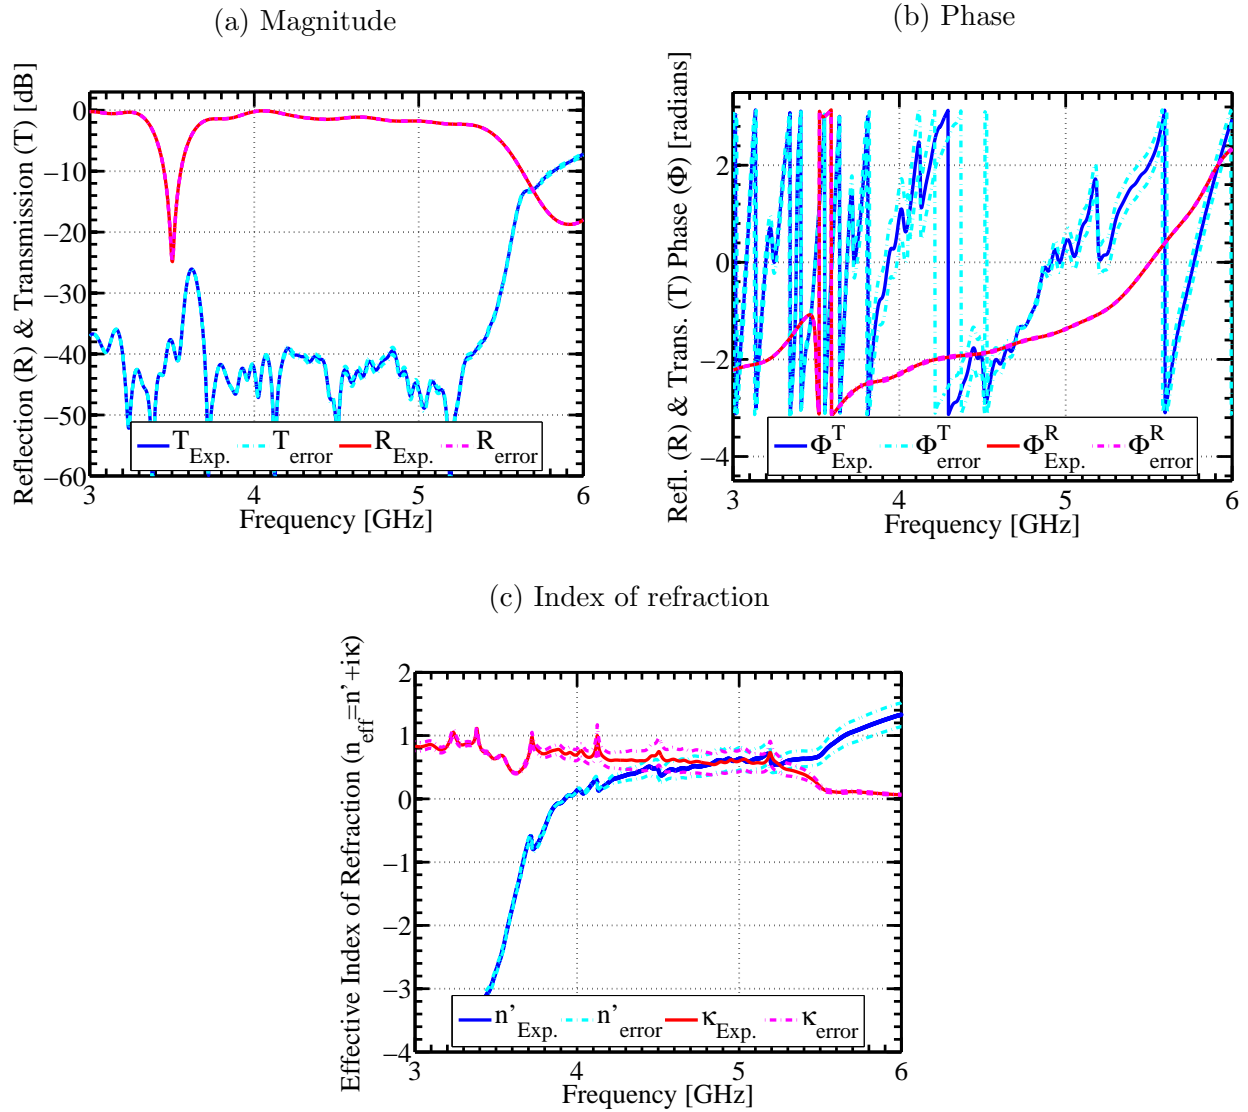 (a) Magnitude
Reflection (R) & Transmission (T) [dB]
0
−10
−20
−30
−40
−50
−60
T_Exp. T_error R_Exp. R_error
3 4 5 6
Frequency [GHz]
(b) Phase
Refl. (R) & Trans. (T) Phase (Φ) [radians]
2
0
−2
−4
Φ^T_Exp. Φ^T_error Φ^R_Exp. Φ^R_error
3 4 5 6
Frequency [GHz]
(c) Index of refraction
Effective Index of Refraction (n_eff=n'+iκ)
2
1
0
−1
−2
−3
−4
n'_Exp. n'_error κ_Exp. κ_error
3 4 5 6
Frequency [GHz]